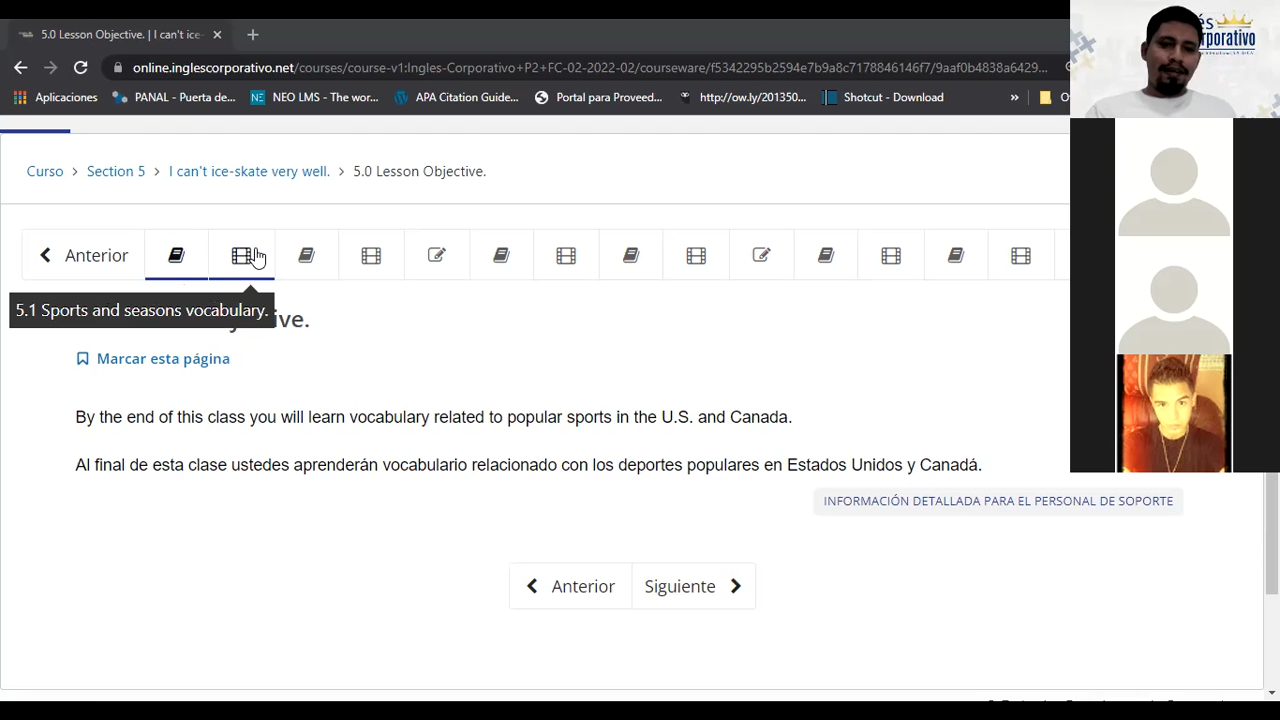 5.0 Lesson Objective. | I can't ice-
online.inglescorporativo.net/courses/course-v1:Ingles-Corporativo+P2+FC-02-2022-02/courseware/f5342295b2594c7b9a8c7178846146f7/9aaf0b4838a6429...
Aplicaciones
PANAL - Puerta de...
NEO LMS - The wor...
APA Citation Guide...
Portal para Proveed...
http://ow.ly/201350...
Shotcut - Download
»
Curso > Section 5 > I can't ice-skate very well. > 5.0 Lesson Objective.
Anterior
5.1 Sports and seasons vocabulary.
Marcar esta página
By the end of this class you will learn vocabulary related to popular sports in the U.S. and Canada.
Al final de esta clase ustedes aprenderán vocabulario relacionado con los deportes populares en Estados Unidos y Canadá.
INFORMACIÓN DETALLADA PARA EL PERSONAL DE SOPORTE
Anterior
Siguiente